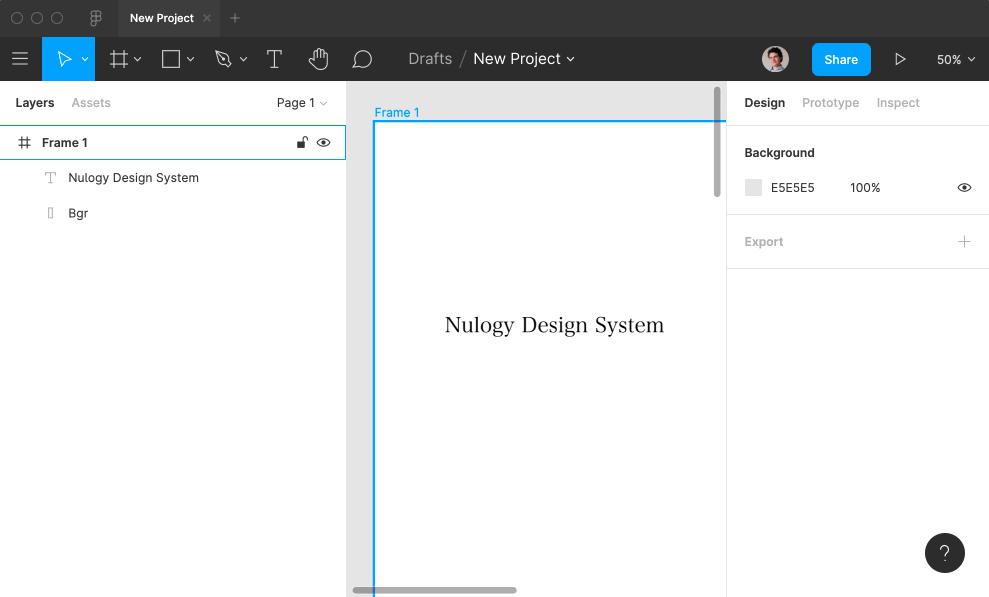 New Project
Drafts / New Project
Share
50%
Layers
Assets
Page 1
Frame 1
Nulogy Design System
Bgr
Frame 1
Nulogy Design System
Design
Prototype
Inspect
Background
E5E5E5
100%
Export
?